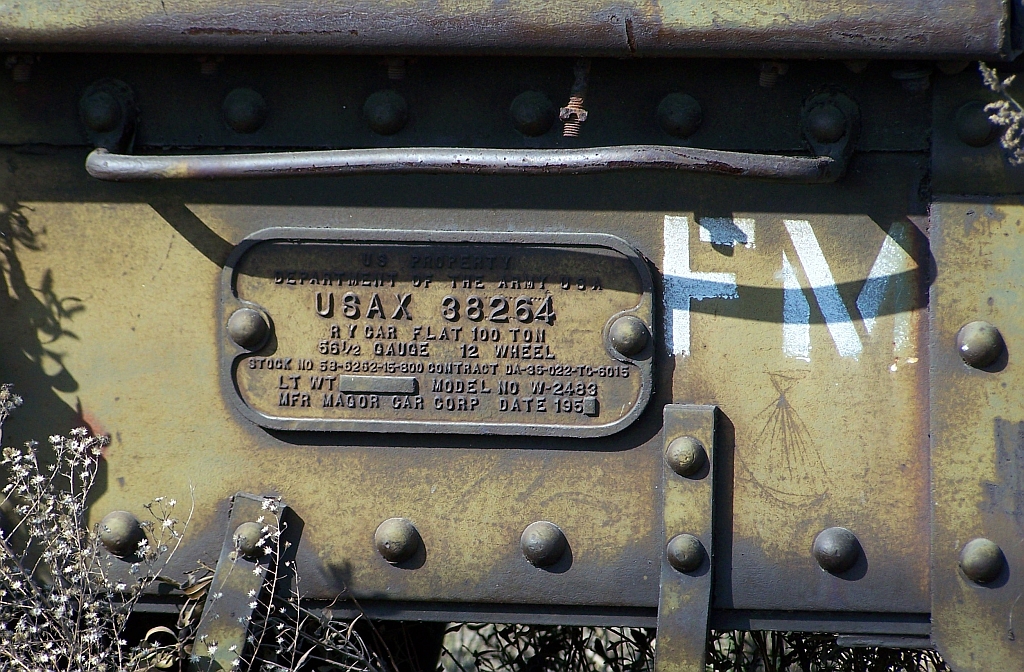 US PROPERTY
DEPARTMENT OF THE ARMY USA
USAX 38264
RY CAR FLAT 100 TON
56½ GAUGE 12 WHEEL
STOCK NO 53-6262-15-800 CONTRACT DA-36-022-TC-6015
LT WT MODEL NO W-2483
MFR MAGOR CAR CORP DATE 195
FM